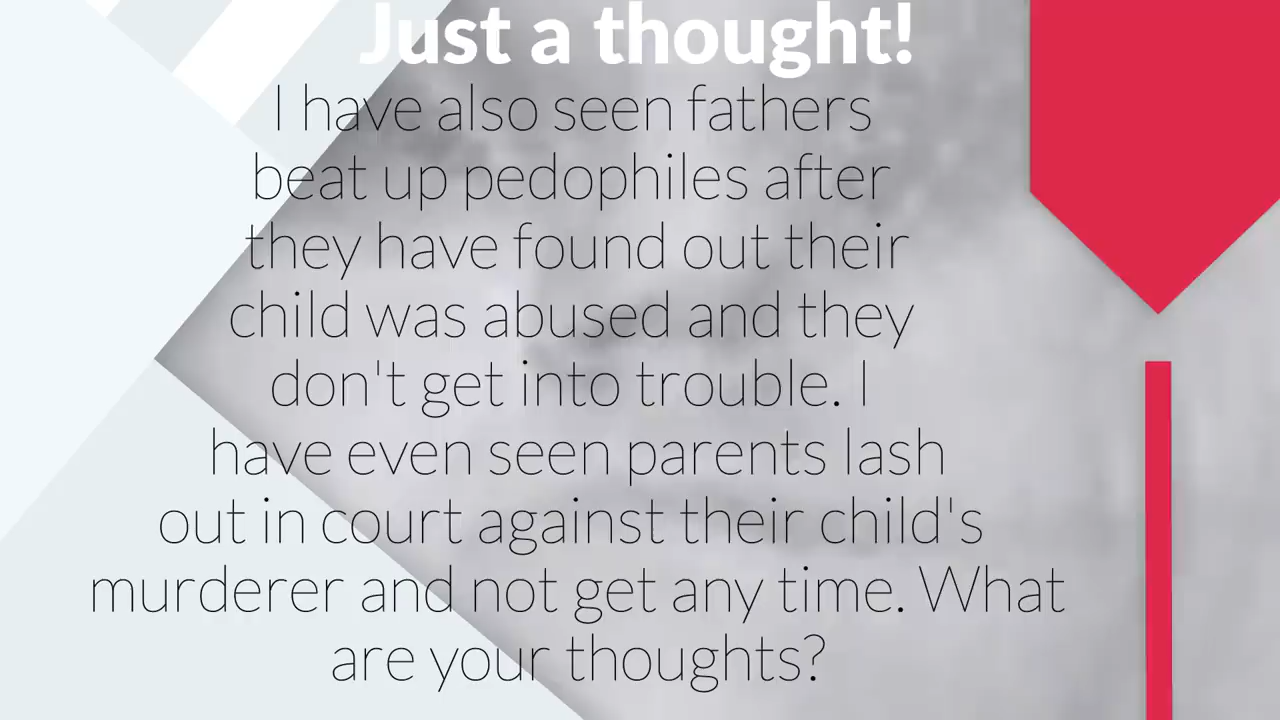 Just a thought!
I have also seen fathers
beat up pedophiles after
they have found out their
child was abused and they
don't get into trouble. I
have even seen parents lash
out in court against their child's
murderer and not get any time. What
are your thoughts?